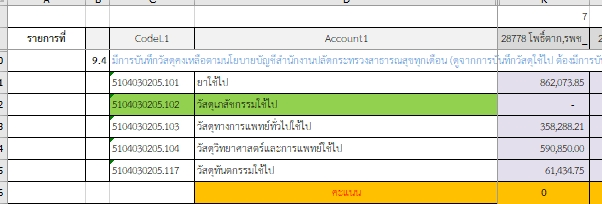 7
รายการที่ CodeL1 Account1 28778 โพธิ์ตาก,รพช_
9.4 มีการบันทึกวัสดุคงเหลือตามนโยบายบัญชีสำนักงานปลัดกระทรวงสาธารณสุขทุกเดือน (ดูจากการบันทึกวัสดุใช้ไป ต้องมีการบัน
5104030205.101 ยาใช้ไป 862,073.85
5104030205.102 วัสดุเภสัชกรรมใช้ไป -
5104030205.103 วัสดุทางการแพทย์ทั่วไปใช้ไป 358,288.21
5104030205.104 วัสดุวิทยาศาสตร์และการแพทย์ใช้ไป 590,850.00
5104030205.117 วัสดุทันตกรรมใช้ไป 61,434.75
คะแนน 0